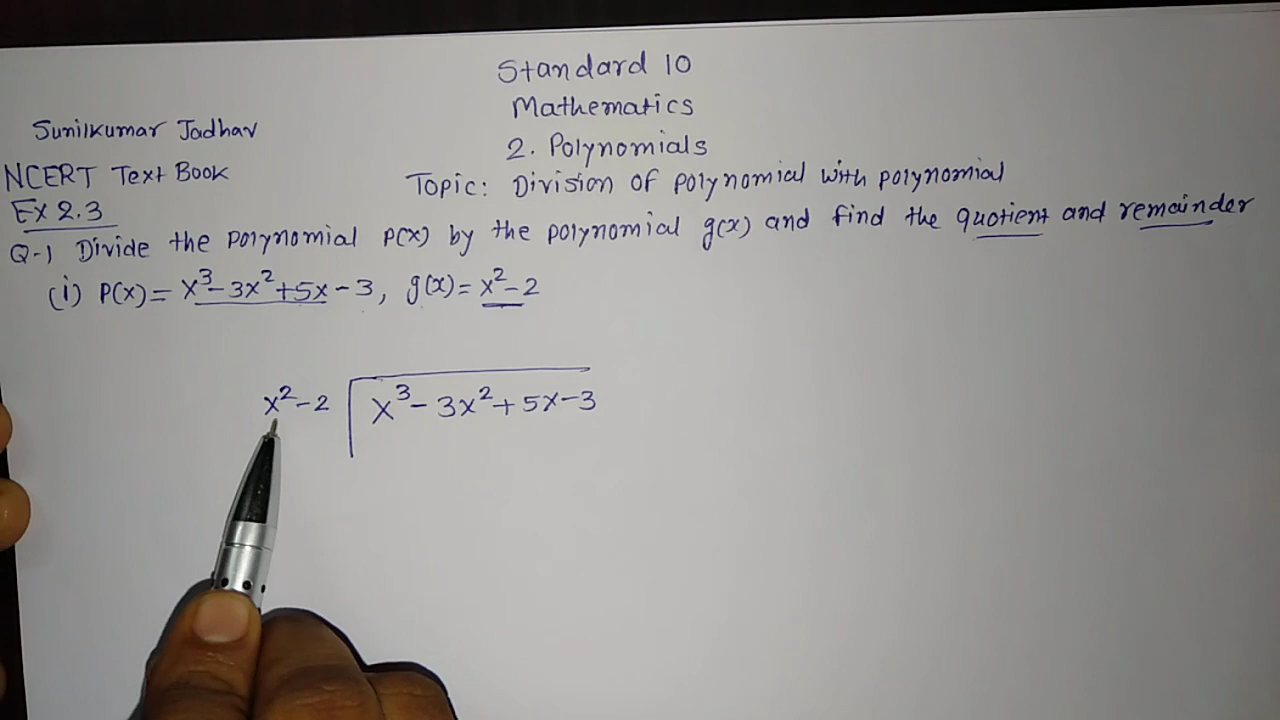 Standard 10
Mathematics
Sunilkumar Jadhav
2. Polynomials
NCERT Text Book
Topic: Division of polynomial with polynomial
Ex 2.3
Q-1 Divide the polynomial P(x) by the polynomial g(x) and find the quotient and remainder
(i) P(x) = x³ - 3x² + 5x - 3, g(x) = x² - 2
x² - 2 x³ - 3x² + 5x - 3